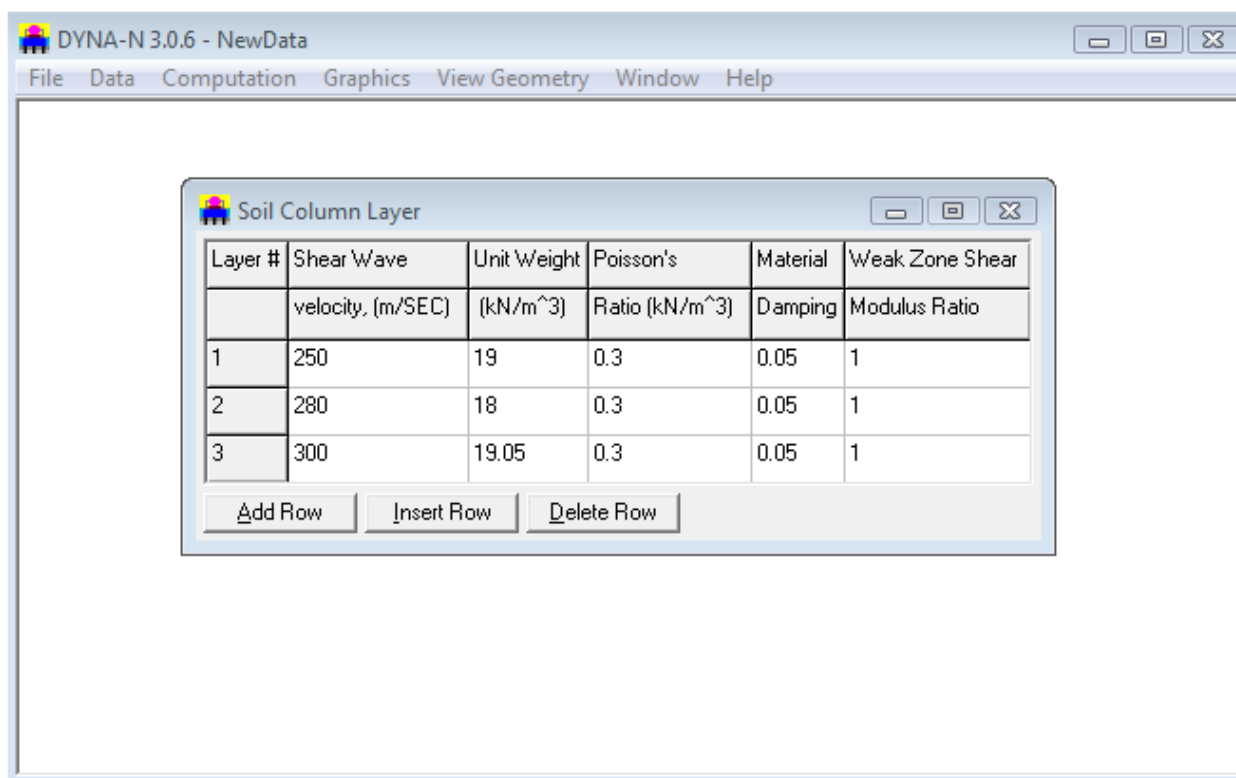 DYNA-N 3.0.6 - NewData
File Data Computation Graphics View Geometry Window Help
Soil Column Layer
Layer # Shear Wave Unit Weight Poisson's Material Weak Zone Shear
velocity, (m/SEC) (kN/m^3) Ratio (kN/m^3) Damping Modulus Ratio
1 250 19 0.3 0.05 1
2 280 18 0.3 0.05 1
3 300 19.05 0.3 0.05 1
Add Row Insert Row Delete Row